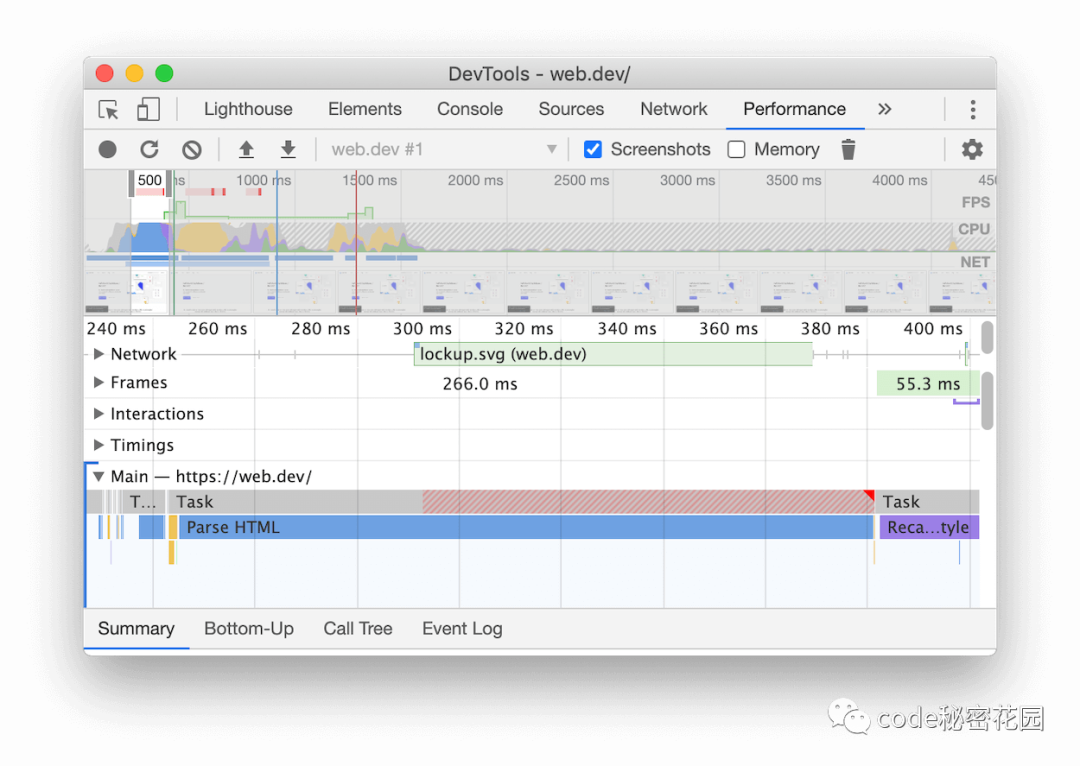 DevTools - web.dev/
Lighthouse Elements Console Sources Network Performance »
web.dev #1 Screenshots Memory
500 ms 1000 ms 1500 ms 2000 ms 2500 ms 3000 ms 3500 ms 4000 ms
FPS
CPU
NET
240 ms 260 ms 280 ms 300 ms 320 ms 340 ms 360 ms 380 ms 400 ms
Network lockup.svg (web.dev)
Frames 266.0 ms 55.3 ms
Interactions
Timings
Main — https://web.dev/
T... Task Task
Parse HTML Reca...tyle
Summary Bottom-Up Call Tree Event Log
code秘密花园